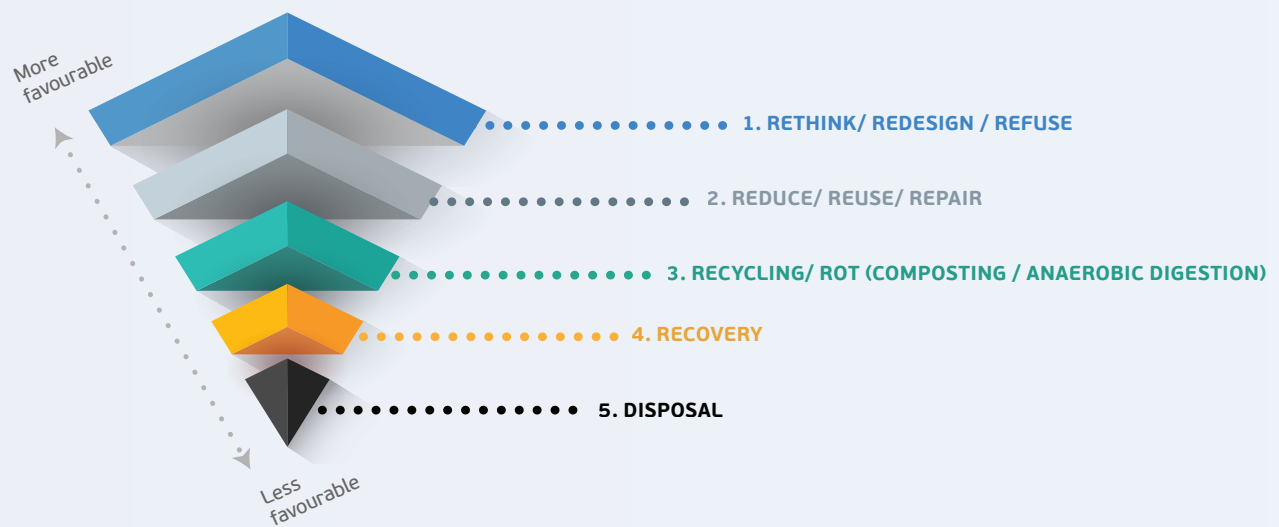 More
favourable
1. RETHINK/ REDESIGN / REFUSE
2. REDUCE/ REUSE/ REPAIR
3. RECYCLING/ ROT (COMPOSTING / ANAEROBIC DIGESTION)
4. RECOVERY
5. DISPOSAL
Less
favourable